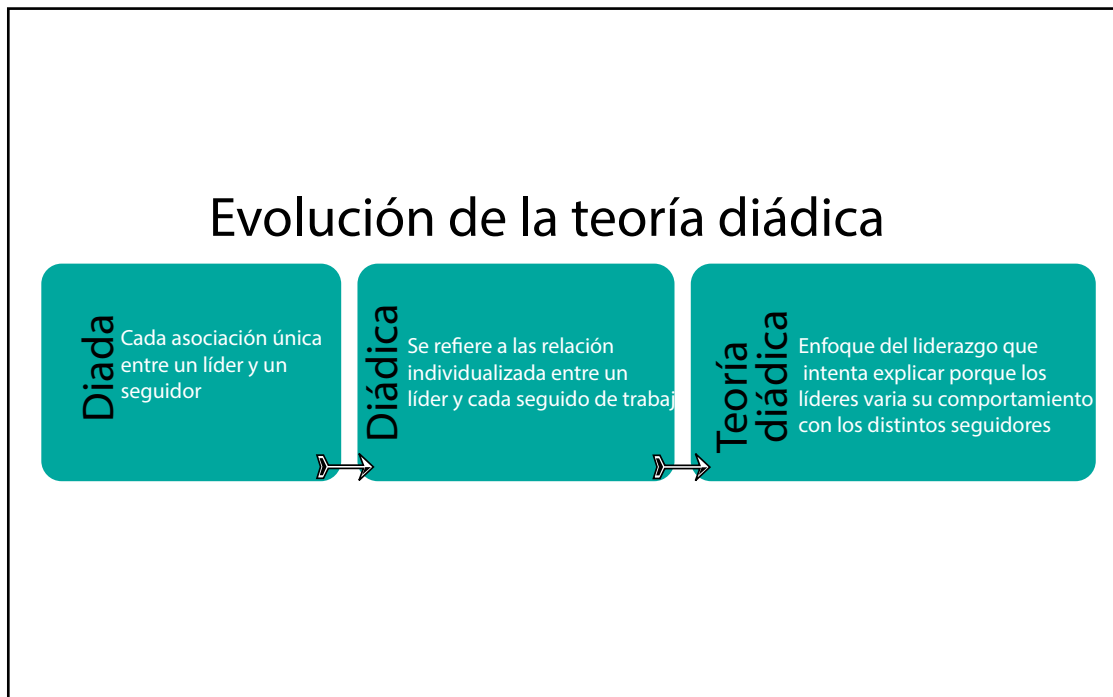 Evolución de la teoría diádica
Diada
Cada asociación única
entre un líder y un
seguidor
Diádica
Se refiere a las relación
individualizada entre un
líder y cada seguido de trabaj
Teoría
diádica
Enfoque del liderazgo que
intenta explicar porque los
líderes varia su comportamiento
con los distintos seguidores